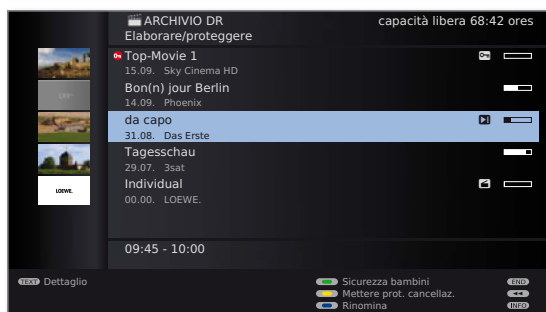 ARCHIVIO DR capacità libera 68:42 ores
Elaborare/proteggere
Top-Movie 1
15.09. Sky Cinema HD
Bon(n) jour Berlin
14.09. Phoenix
da capo
31.08. Das Erste
Tagesschau
29.07. 3sat
Individual
00.00. LOEWE.
LOEWE.
09:45 - 10:00
TEXT Dettaglio
Sicurezza bambini END
Mettere prot. cancellaz.
Rinomina INFO